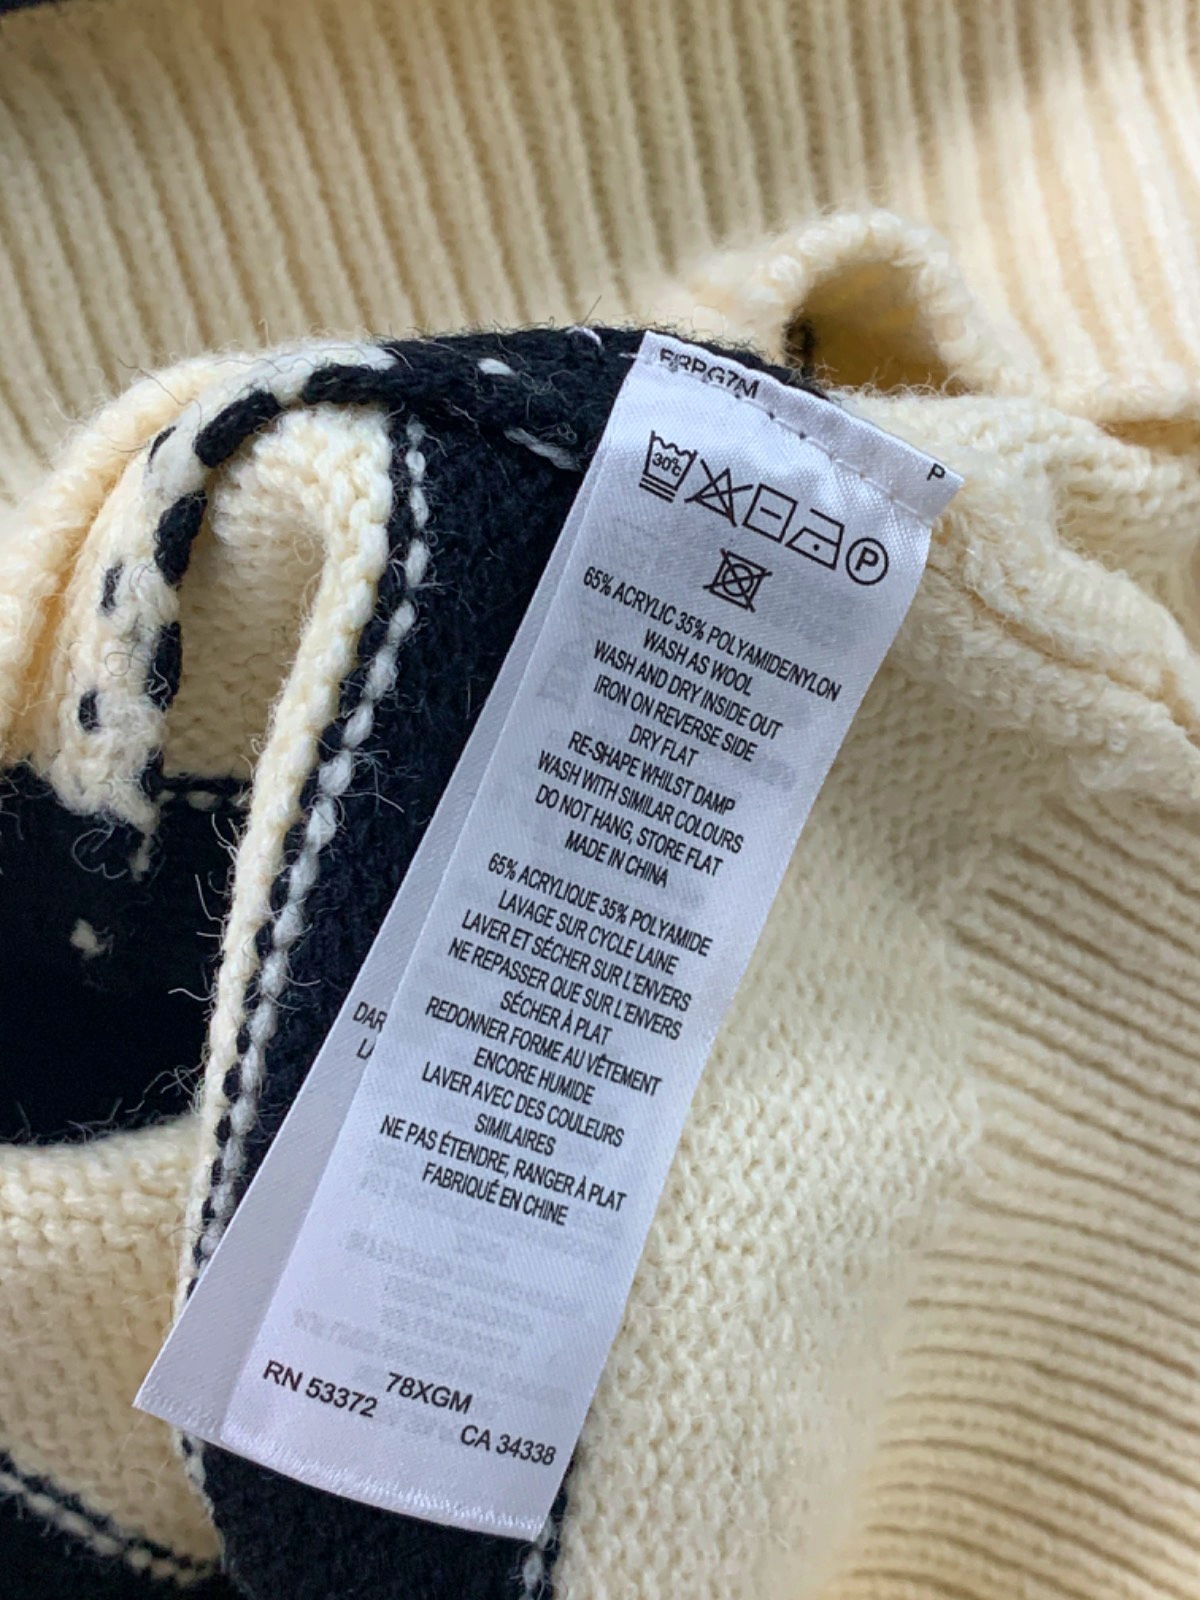 P
30°C
P
65% ACRYLIC 35% POLYAMIDE/NYLON
WASH AS WOOL
WASH AND DRY INSIDE OUT
IRON ON REVERSE SIDE
DRY FLAT
RE-SHAPE WHILST DAMP
WASH WITH SIMILAR COLOURS
DO NOT HANG, STORE FLAT
MADE IN CHINA
65% ACRYLIQUE 35% POLYAMIDE
LAVAGE SUR CYCLE LAINE
LAVER ET SÉCHER SUR L'ENVERS
NE REPASSER QUE SUR L'ENVERS
SÉCHER À PLAT
REDONNER FORME AU VÊTEMENT
ENCORE HUMIDE
LAVER AVEC DES COULEURS
SIMILAIRES
NE PAS ÉTENDRE, RANGER À PLAT
FABRIQUÉ EN CHINE
78XGM
RN 53372
CA 34338
DAR